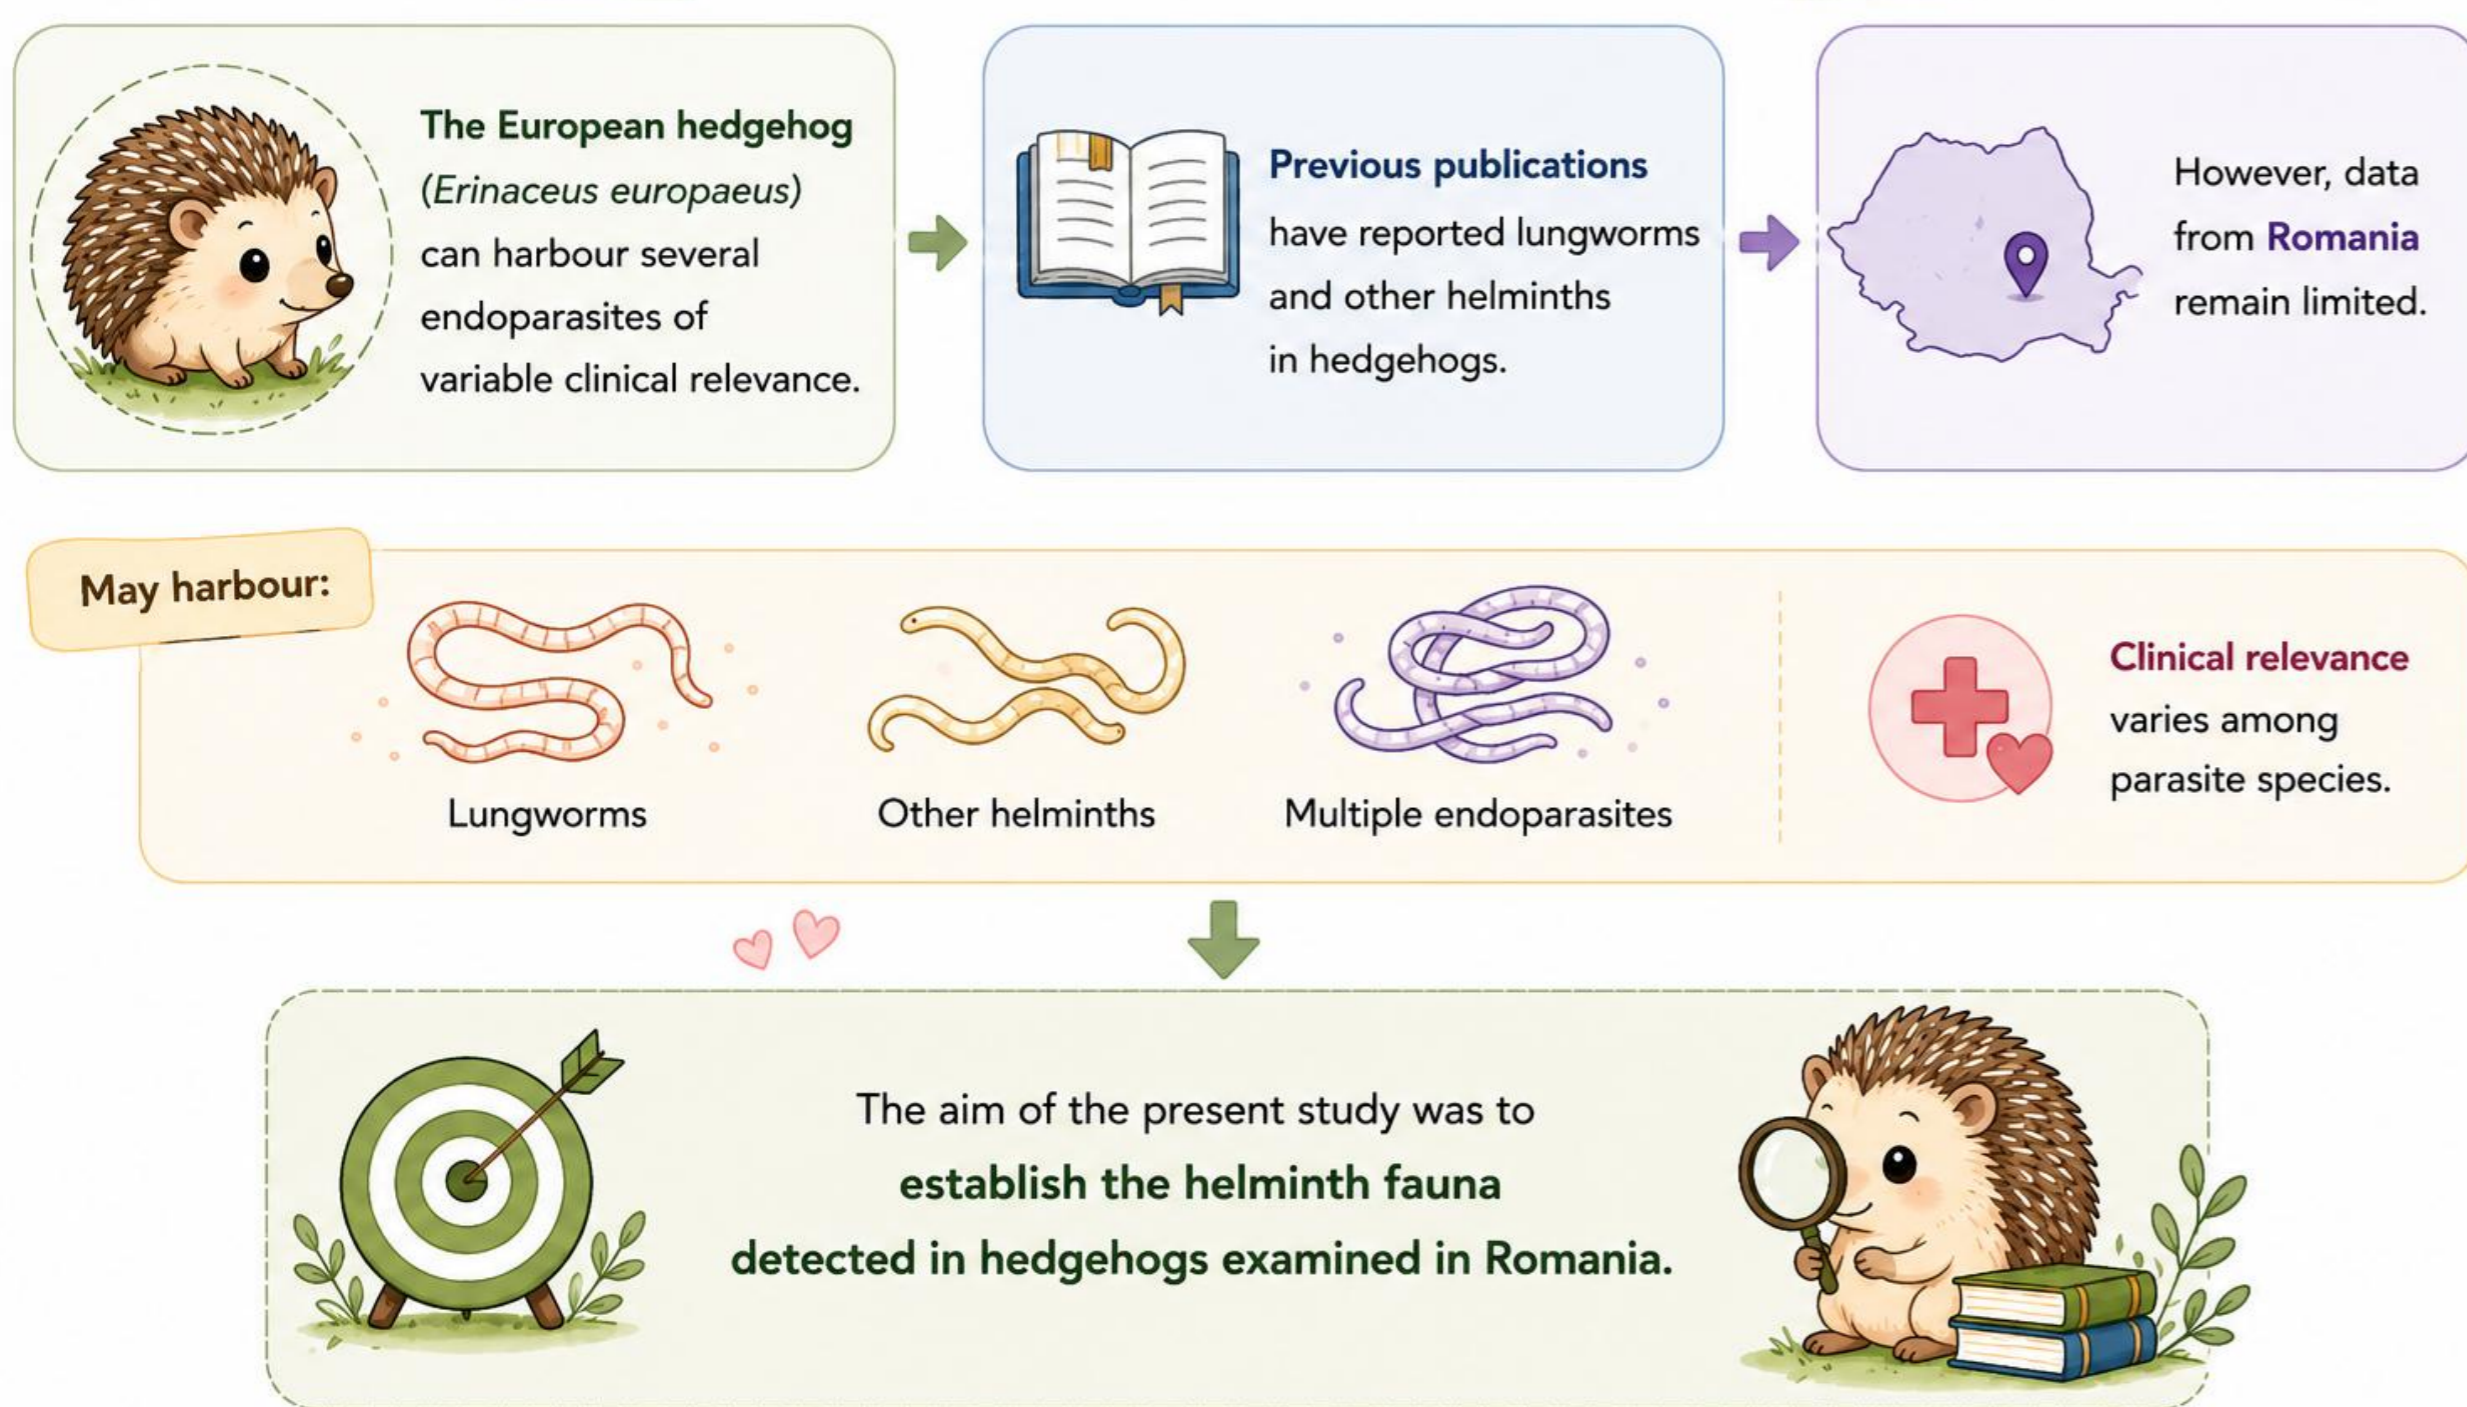 The European hedgehog
(Erinaceus europaeus)
can harbour several
endoparasites of
variable clinical relevance.
Previous publications
have reported lungworms
and other helminths
in hedgehogs.
However, data
from Romania
remain limited.
May harbour:
Lungworms
Other helminths
Multiple endoparasites
Clinical relevance
varies among
parasite species.
The aim of the present study was to
establish the helminth fauna
detected in hedgehogs examined in Romania.